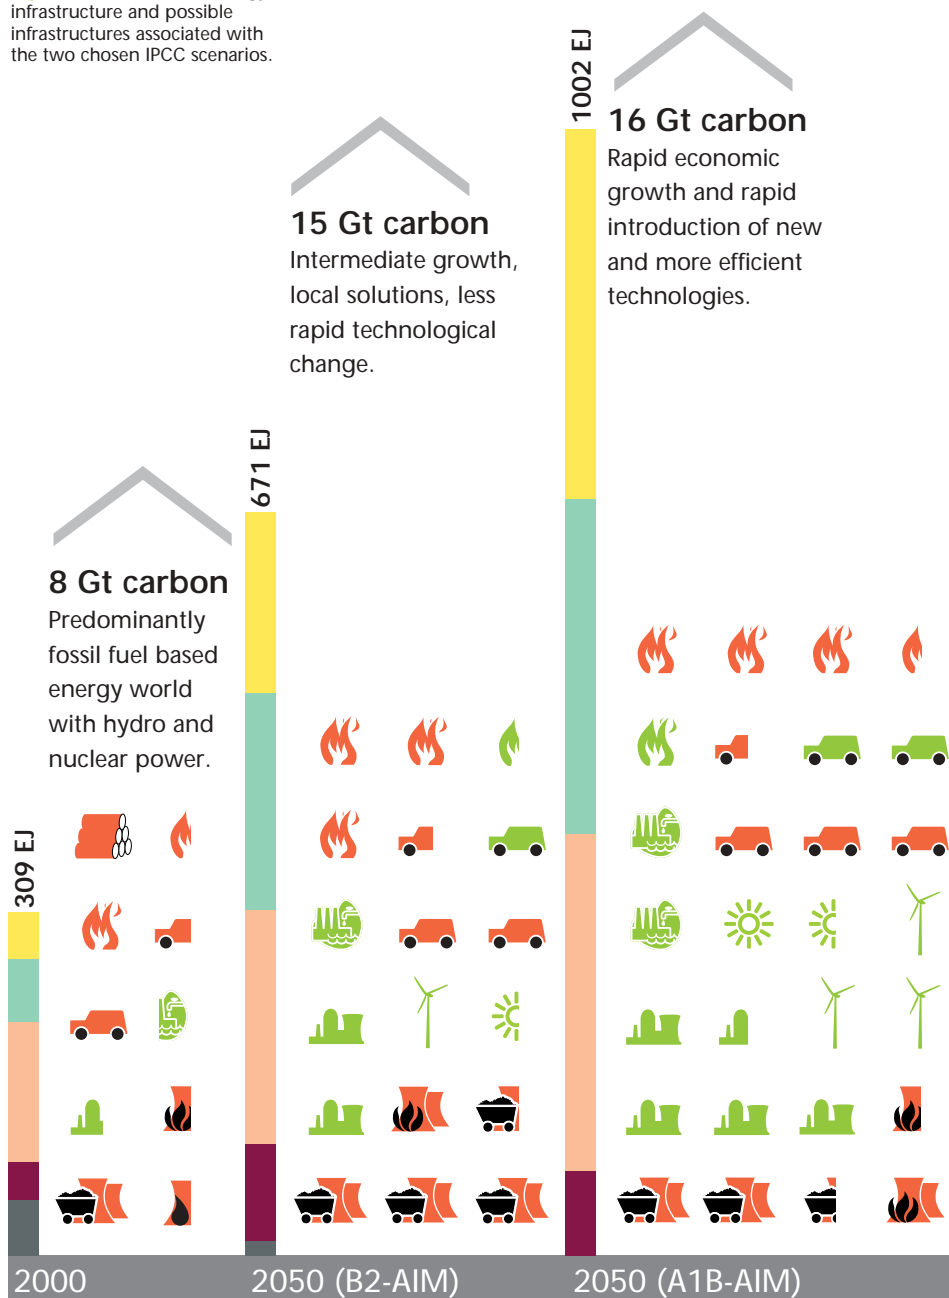 infrastructure and possible
infrastructures associated with
the two chosen IPCC scenarios.
8 Gt carbon
Predominantly
fossil fuel based
energy world
with hydro and
nuclear power.
309 EJ
2000
15 Gt carbon
Intermediate growth,
local solutions, less
rapid technological
change.
671 EJ
2050 (B2-AIM)
16 Gt carbon
Rapid economic
growth and rapid
introduction of new
and more efficient
technologies.
1002 EJ
2050 (A1B-AIM)